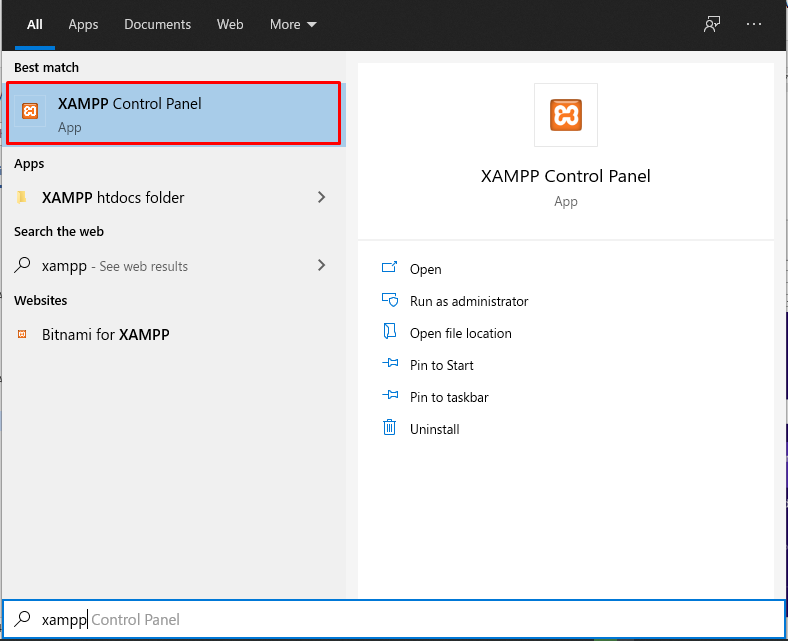 All Apps Documents Web More
Best match
XAMPP Control Panel
App
Apps
XAMPP htdocs folder
Search the web
xampp - See web results
Websites
Bitnami for XAMPP
XAMPP Control Panel
App
Open
Run as administrator
Open file location
Pin to Start
Pin to taskbar
Uninstall
xampp Control Panel